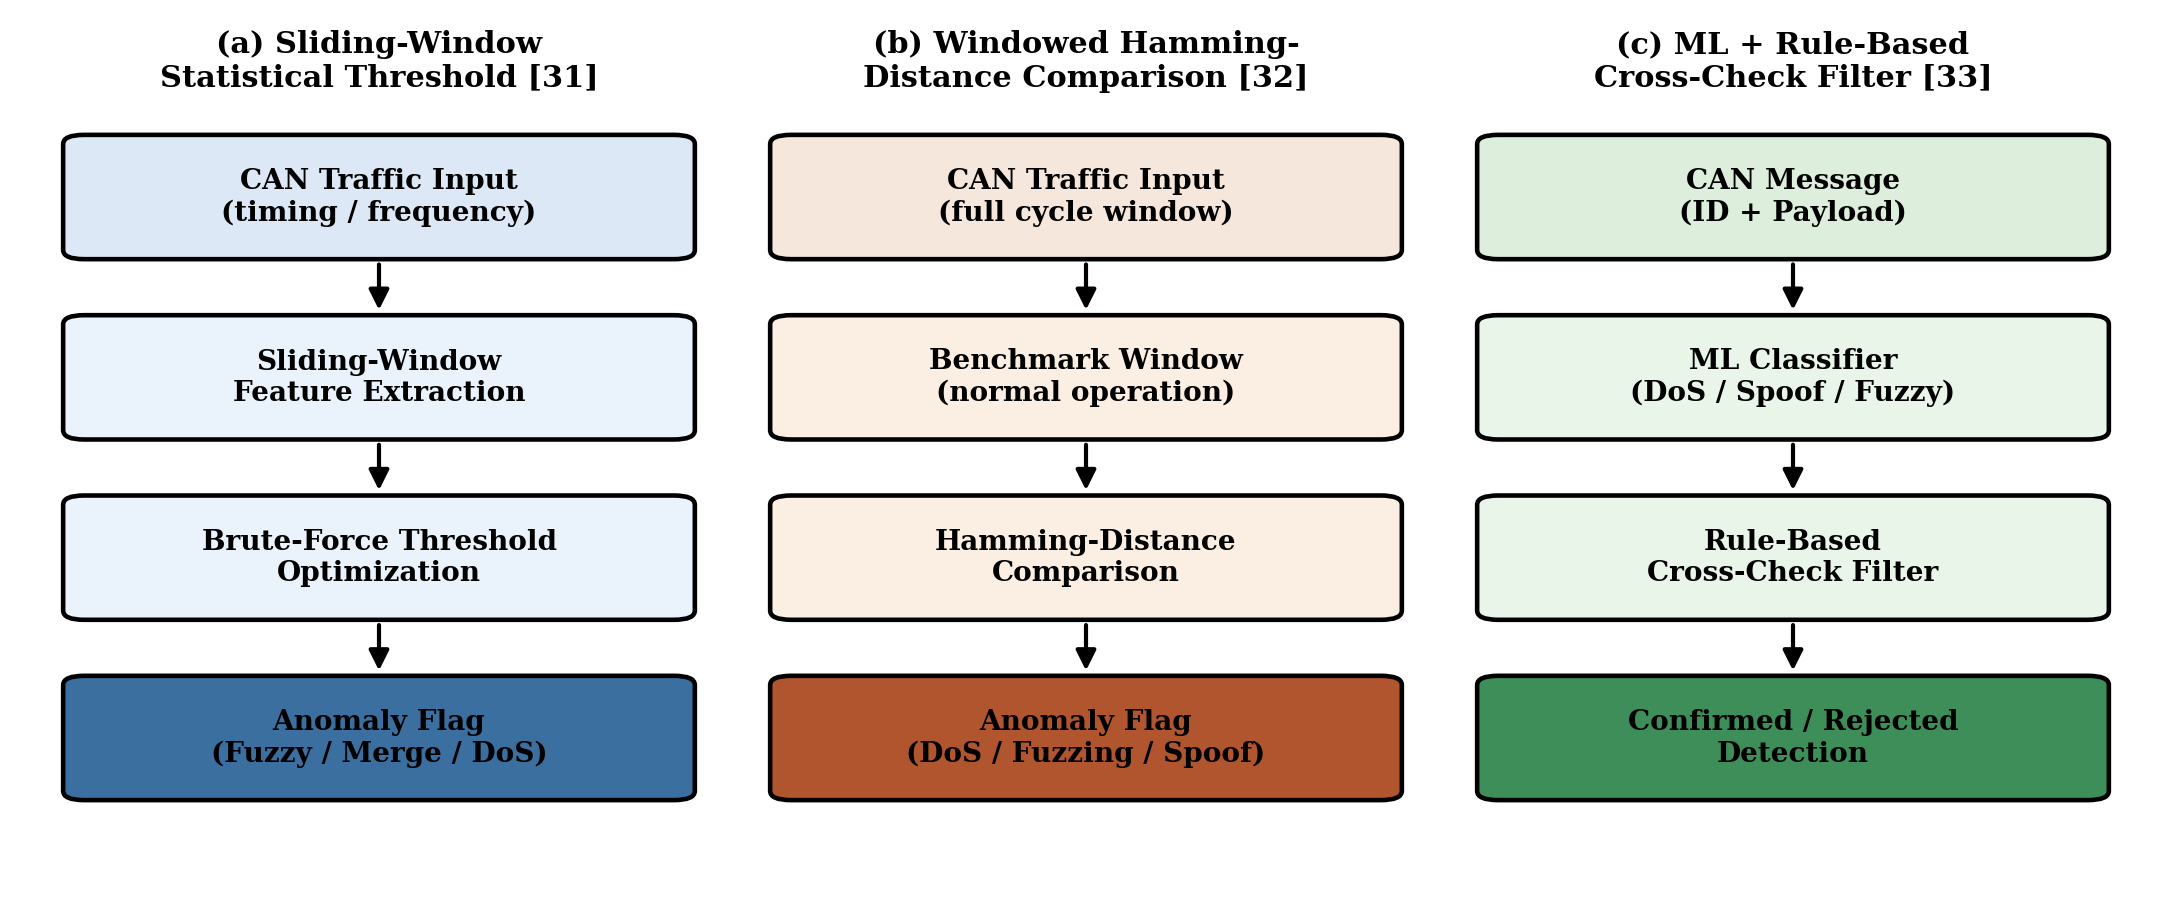 (a) Sliding-Window
Statistical Threshold [31]
CAN Traffic Input
(timing / frequency)
Sliding-Window
Feature Extraction
Brute-Force Threshold
Optimization
Anomaly Flag
(Fuzzy / Merge / DoS)
(b) Windowed Hamming-
Distance Comparison [32]
CAN Traffic Input
(full cycle window)
Benchmark Window
(normal operation)
Hamming-Distance
Comparison
Anomaly Flag
(DoS / Fuzzing / Spoof)
(c) ML + Rule-Based
Cross-Check Filter [33]
CAN Message
(ID + Payload)
ML Classifier
(DoS / Spoof / Fuzzy)
Rule-Based
Cross-Check Filter
Confirmed / Rejected
Detection